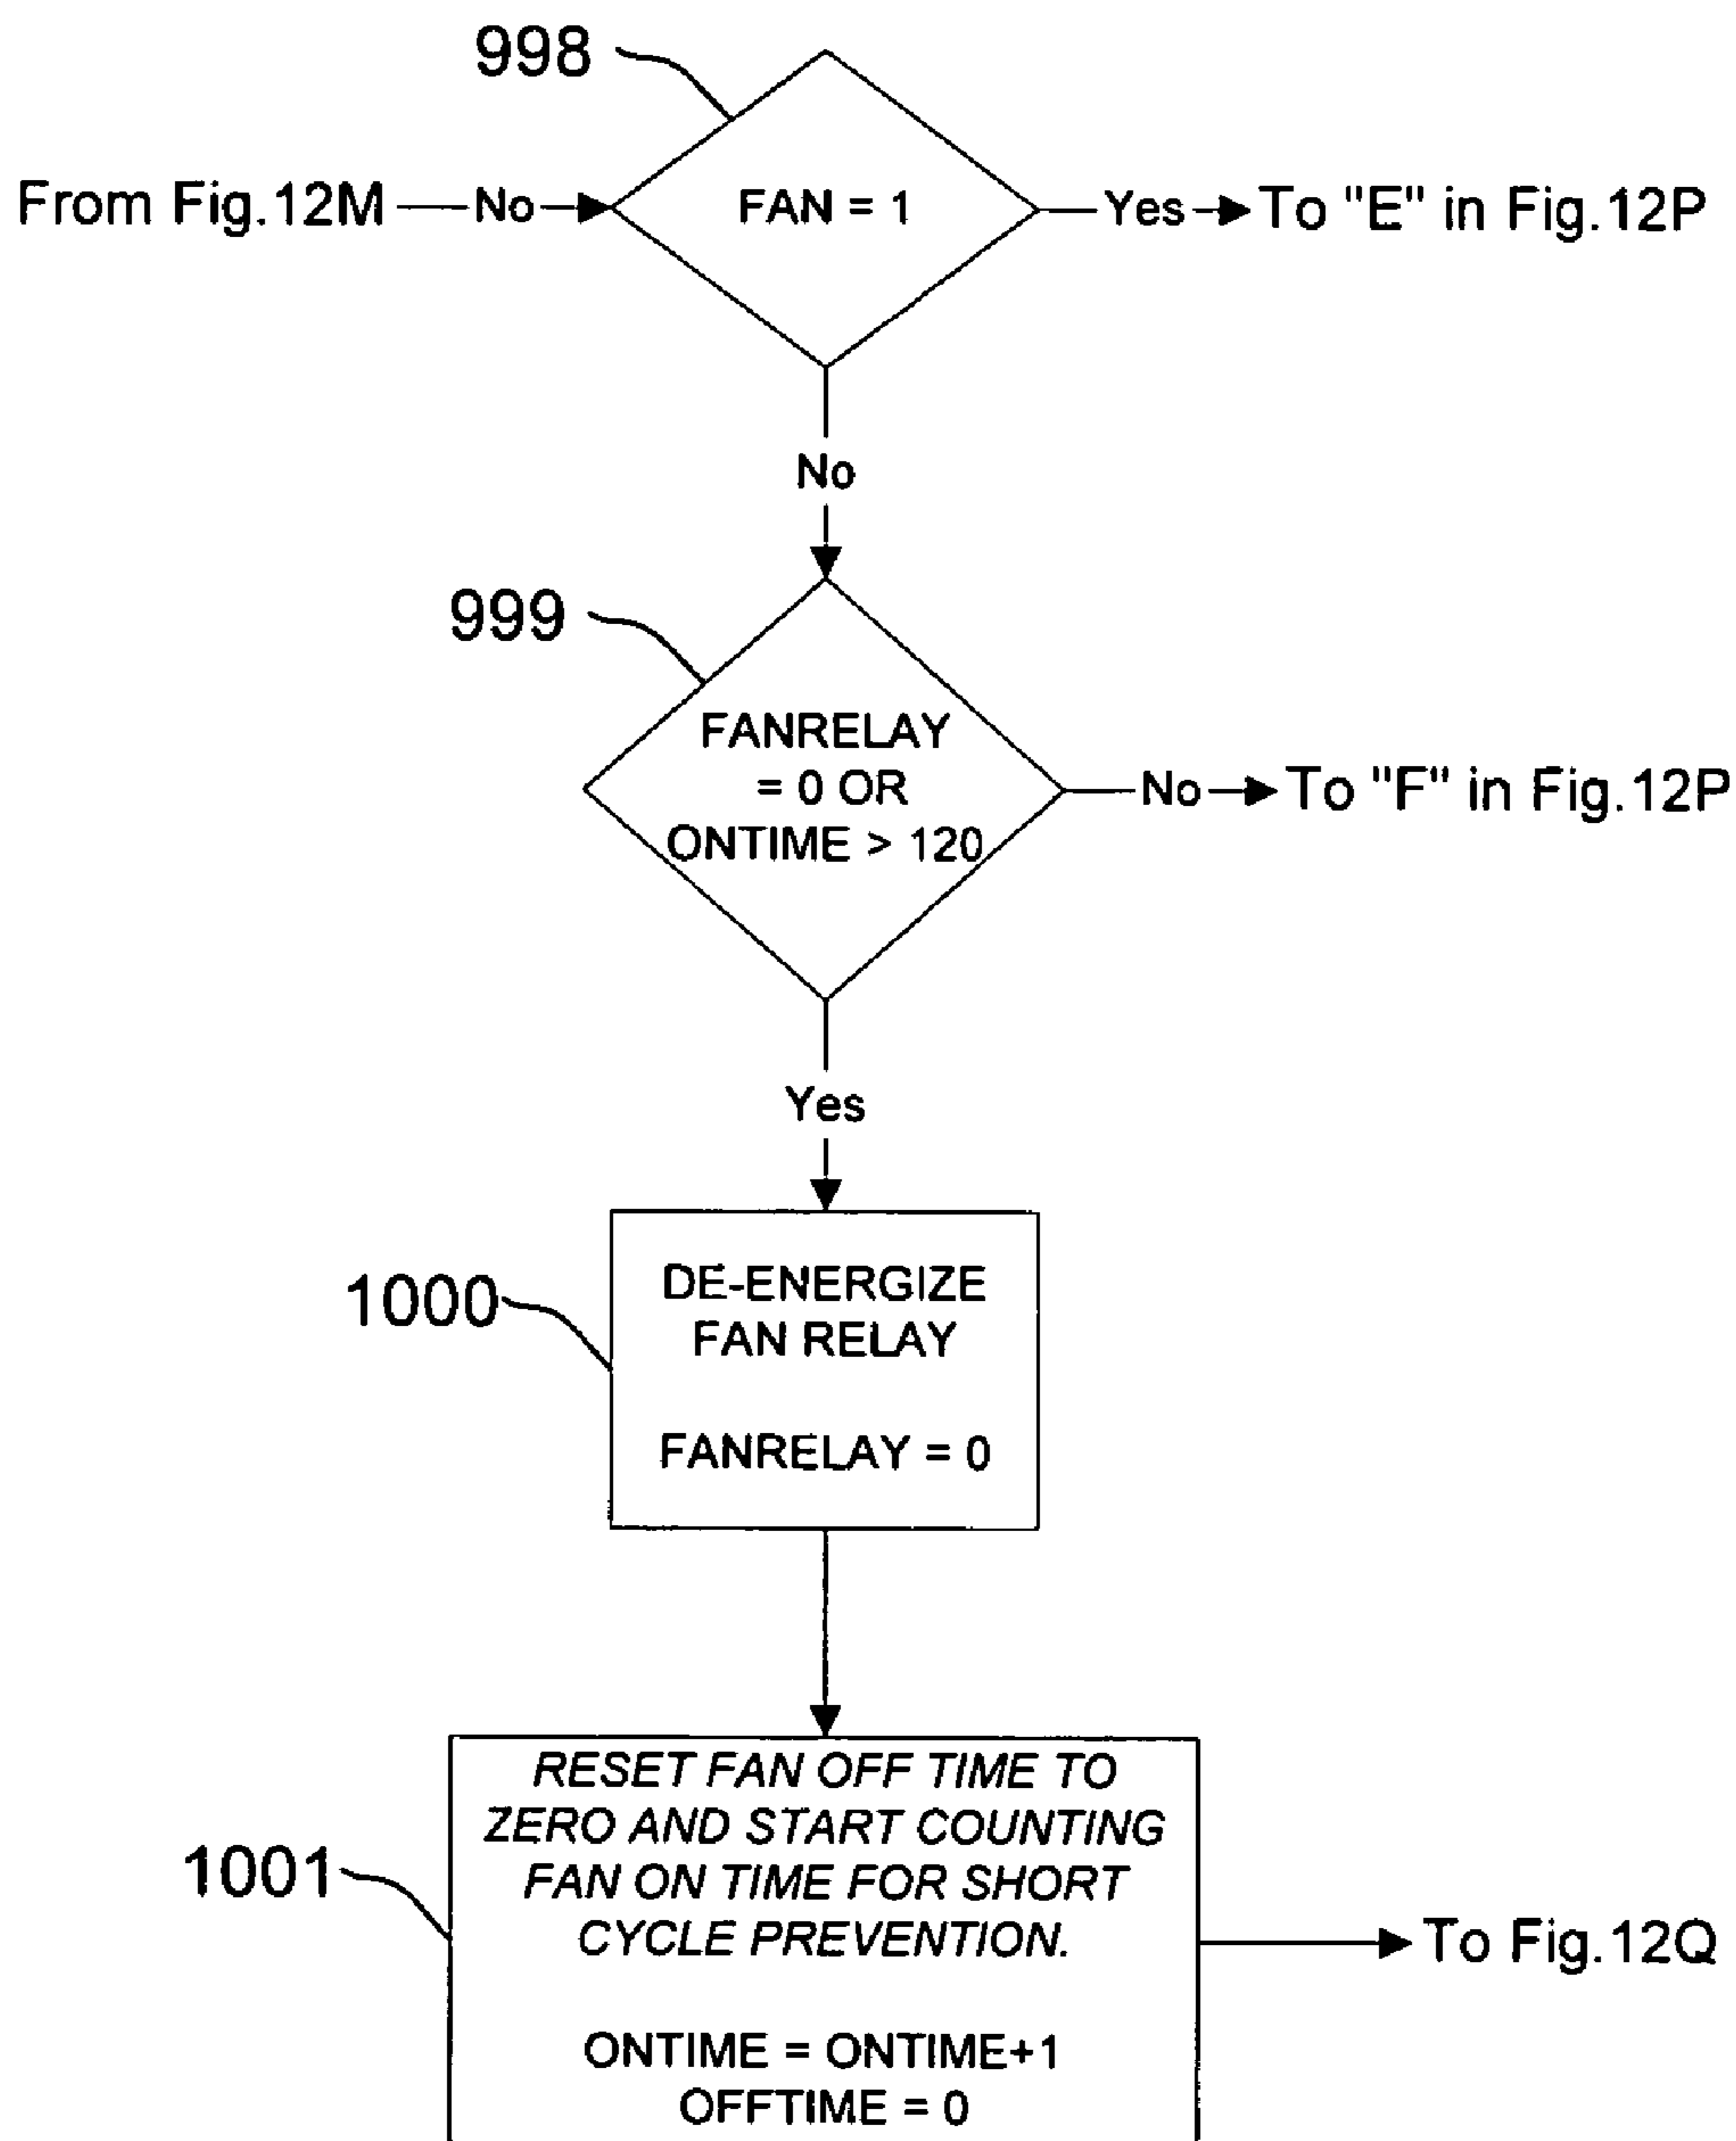 998
From Fig.12M No FAN = 1 Yes To "E" in Fig.12P
No
999
FANRELAY
= 0 OR
ONTIME > 120
No To "F" in Fig.12P
Yes
1000
DE-ENERGIZE
FAN RELAY
FANRELAY = 0
1001
RESET FAN OFF TIME TO
ZERO AND START COUNTING
FAN ON TIME FOR SHORT
CYCLE PREVENTION.
ONTIME = ONTIME+1
OFFTIME = 0
To Fig.12Q